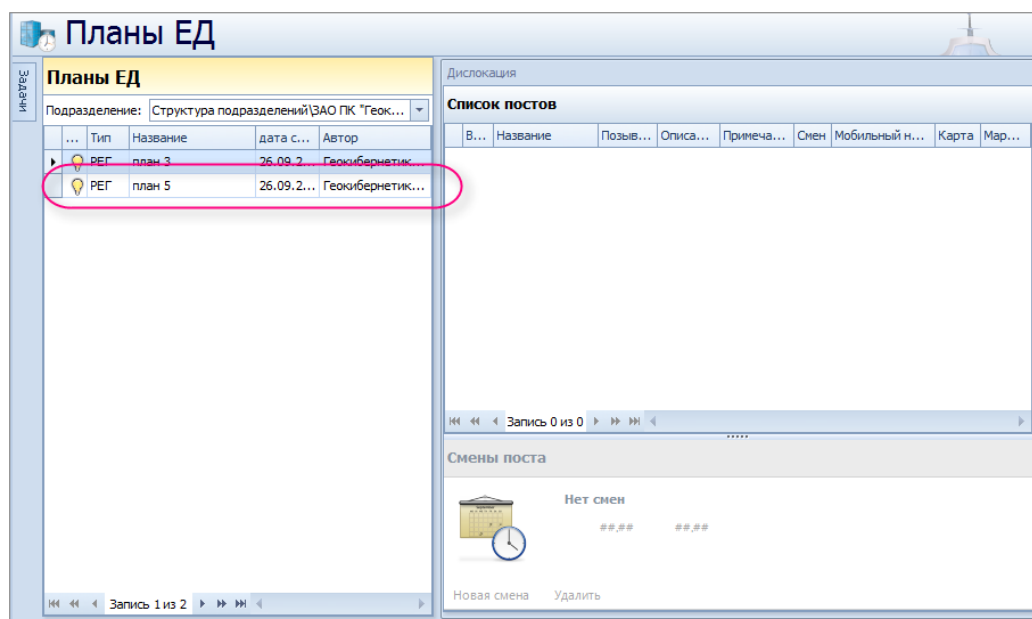 Планы ЕД
Задачи
Планы ЕД
Подразделение: Структура подразделений\ЗАО ПК "Геок...
... Тип Название дата с... Автор
РЕГ план 3 26.09.2... Геокибернетик...
РЕГ план 5 26.09.2... Геокибернетик...
Запись 1 из 2
Дислокация
Список постов
В... Название Позыв... Описа... Примеча... Смен Мобильный н... Карта Мар...
Запись 0 из 0
Смены поста
Нет смен
##.## ##.##
Новая смена Удалить